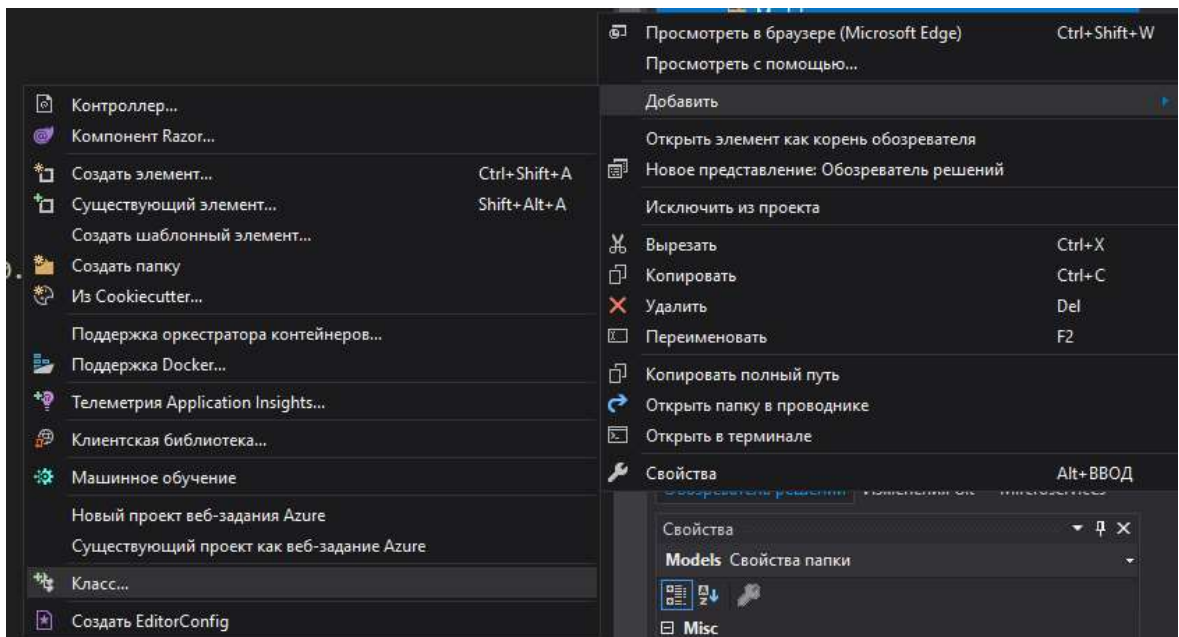 Просмотреть в браузере (Microsoft Edge) Ctrl+Shift+W
Просмотреть с помощью...
Добавить
Открыть элемент как корень обозревателя
Новое представление: Обозреватель решений
Исключить из проекта
Вырезать Ctrl+X
Копировать Ctrl+C
Удалить Del
Переименовать F2
Копировать полный путь
Открыть папку в проводнике
Открыть в терминале
Свойства Alt+ВВОД
Контроллер...
Компонент Razor...
Создать элемент... Ctrl+Shift+A
Существующий элемент... Shift+Alt+A
Создать шаблонный элемент...
Создать папку
Из Cookiecutter...
Поддержка оркестратора контейнеров...
Поддержка Docker...
Телеметрия Application Insights...
Клиентская библиотека...
Машинное обучение
Новый проект веб-задания Azure
Существующий проект как веб-задание Azure
Класс...
Создать EditorConfig
Свойства
Models Свойства папки
Misc